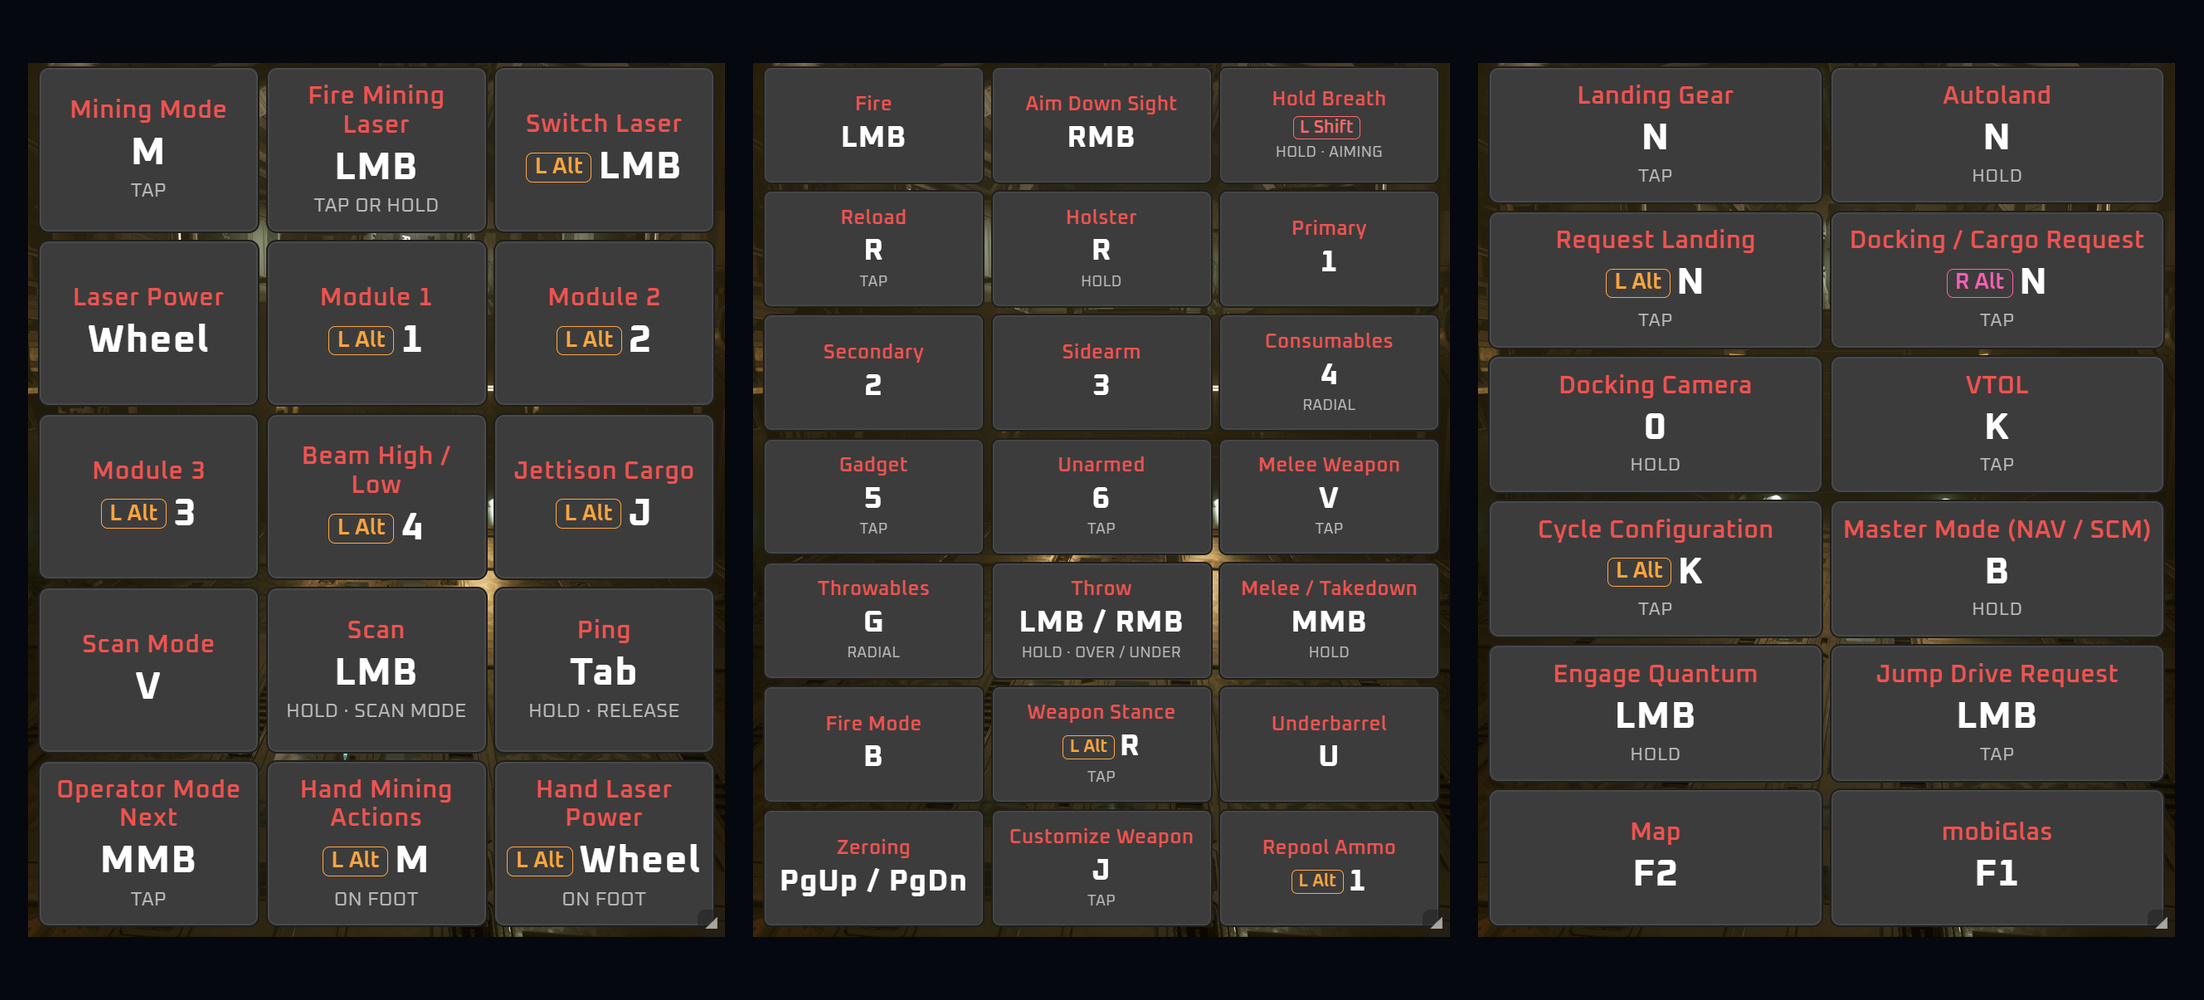 Mining Mode
M
TAP
Fire Mining
Laser
LMB
TAP OR HOLD
Switch Laser
L Alt LMB
Laser Power
Wheel
Module 1
L Alt 1
Module 2
L Alt 2
Module 3
L Alt 3
Beam High /
Low
L Alt 4
Jettison Cargo
L Alt J
Scan Mode
V
Scan
LMB
HOLD · SCAN MODE
Ping
Tab
HOLD · RELEASE
Operator Mode
Next
MMB
TAP
Hand Mining
Actions
L Alt M
ON FOOT
Hand Laser
Power
L Alt Wheel
ON FOOT
Fire
LMB
Aim Down Sight
RMB
Hold Breath
L Shift
HOLD · AIMING
Reload
R
TAP
Holster
R
HOLD
Primary
1
Secondary
2
Sidearm
3
Consumables
4
RADIAL
Gadget
5
TAP
Unarmed
6
TAP
Melee Weapon
V
TAP
Throwables
G
RADIAL
Throw
LMB / RMB
HOLD · OVER / UNDER
Melee / Takedown
MMB
HOLD
Fire Mode
B
Weapon Stance
L Alt R
TAP
Underbarrel
U
Zeroing
PgUp / PgDn
Customize Weapon
J
TAP
Repool Ammo
L Alt 1
Landing Gear
N
TAP
Autoland
N
HOLD
Request Landing
L Alt N
TAP
Docking / Cargo Request
R Alt N
TAP
Docking Camera
0
HOLD
VTOL
K
TAP
Cycle Configuration
L Alt K
TAP
Master Mode (NAV / SCM)
B
HOLD
Engage Quantum
LMB
HOLD
Jump Drive Request
LMB
TAP
Map
F2
mobiGlas
F1